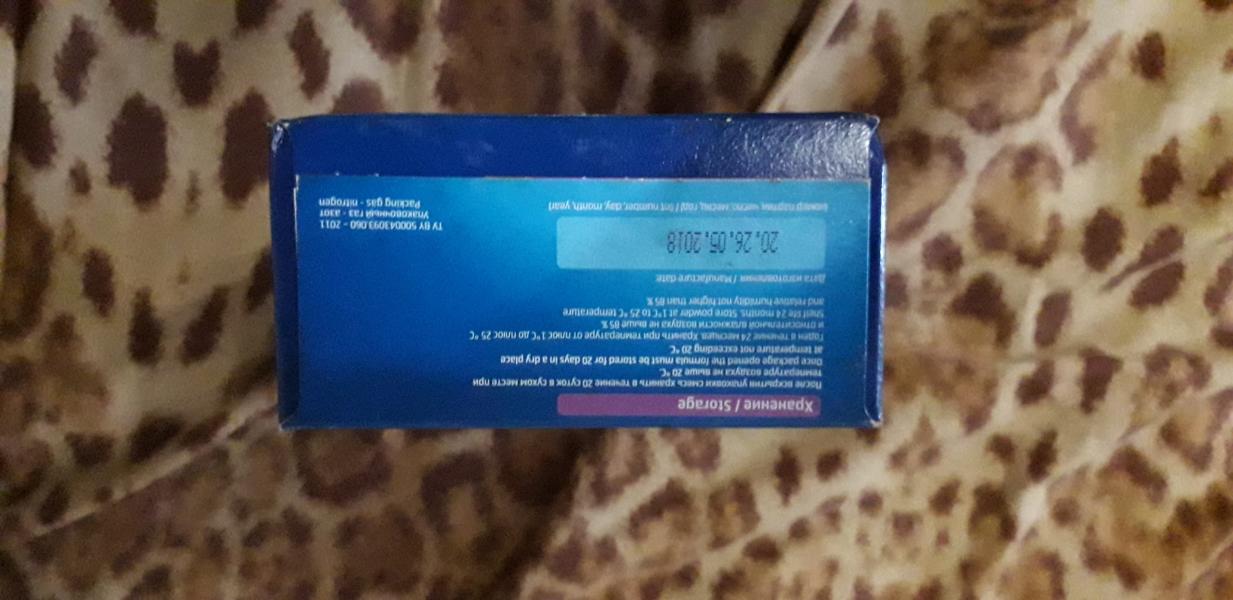 Хранение / Storage
После вскрытия упаковки смесь хранить в течение 20 суток в сухом месте при
температуре воздуха не выше 20 °C
Once package opened the formula must be stored for 20 days in a dry place
at temperature not exceeding 20 °C
Годен в течение 24 месяцев. Хранить при температуре от плюс 1 °C до плюс 25 °C
и относительной влажности воздуха не выше 85 %
Shelf life 24 months. Store powder at 1 °C to 25 °C temperature
and relative humidity not higher than 85 %
Дата изготовления / Manufacture date:
20.26.05.2018
(номер партии, число, месяц, год / lot number, day, month, year)
TУ BY 500043093.060 - 2011
Упаковочный газ - азот
Packing gas - nitrogen